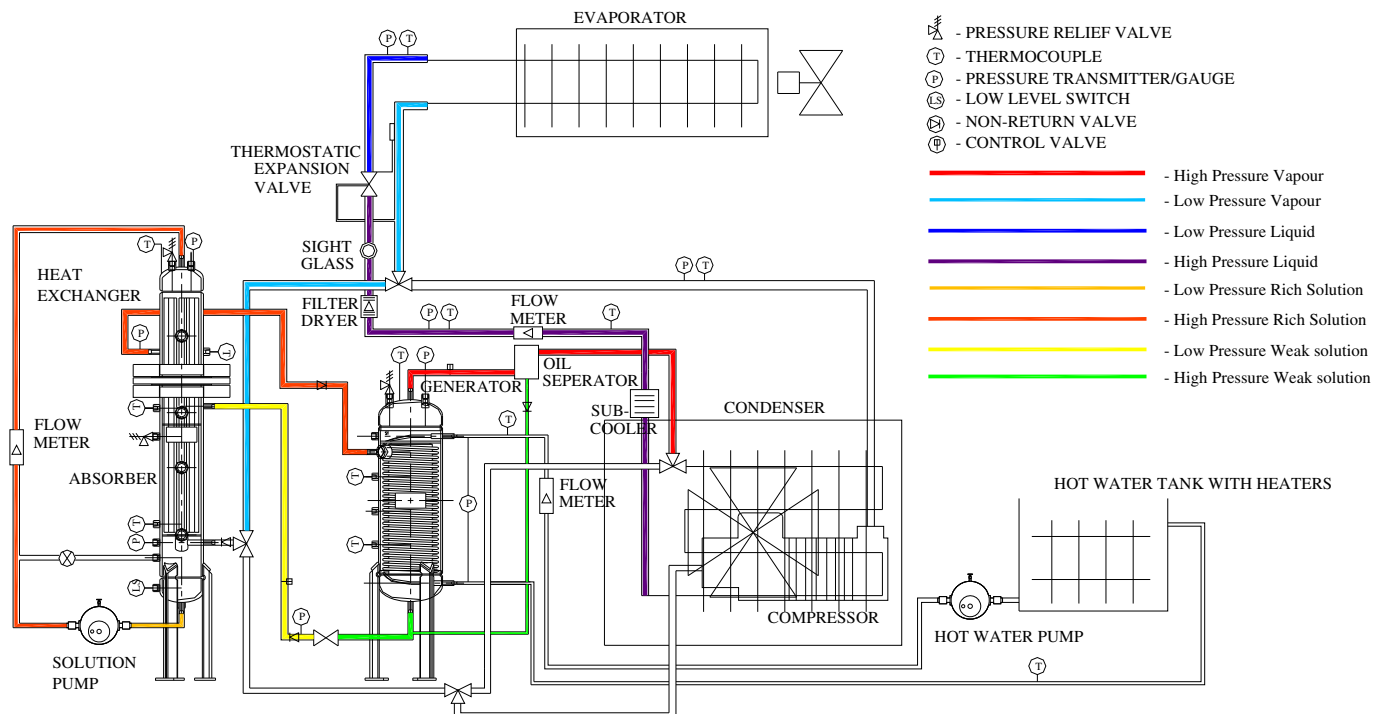 EVAPORATOR
P T
- PRESSURE RELIEF VALVE
T - THERMOCOUPLE
P - PRESSURE TRANSMITTER/GAUGE
LS - LOW LEVEL SWITCH
- NON-RETURN VALVE
- CONTROL VALVE
- High Pressure Vapour
- Low Pressure Vapour
- Low Pressure Liquid
- High Pressure Liquid
- Low Pressure Rich Solution
- High Pressure Rich Solution
- Low Pressure Weak solution
- High Pressure Weak solution
THERMOSTATIC
EXPANSION
VALVE
SIGHT
GLASS
FILTER
DRYER
T P
HEAT
EXCHANGER
P T
P T
FLOW
METER
T
P T
T P
GENERATOR
OIL
SEPERATOR
SUB-
COOLER
CONDENSER
T
T
FLOW
METER
ABSORBER
T
P
LS
T
T
P
FLOW
METER
P
COMPRESSOR
HOT WATER TANK WITH HEATERS
HOT WATER PUMP
T
SOLUTION
PUMP